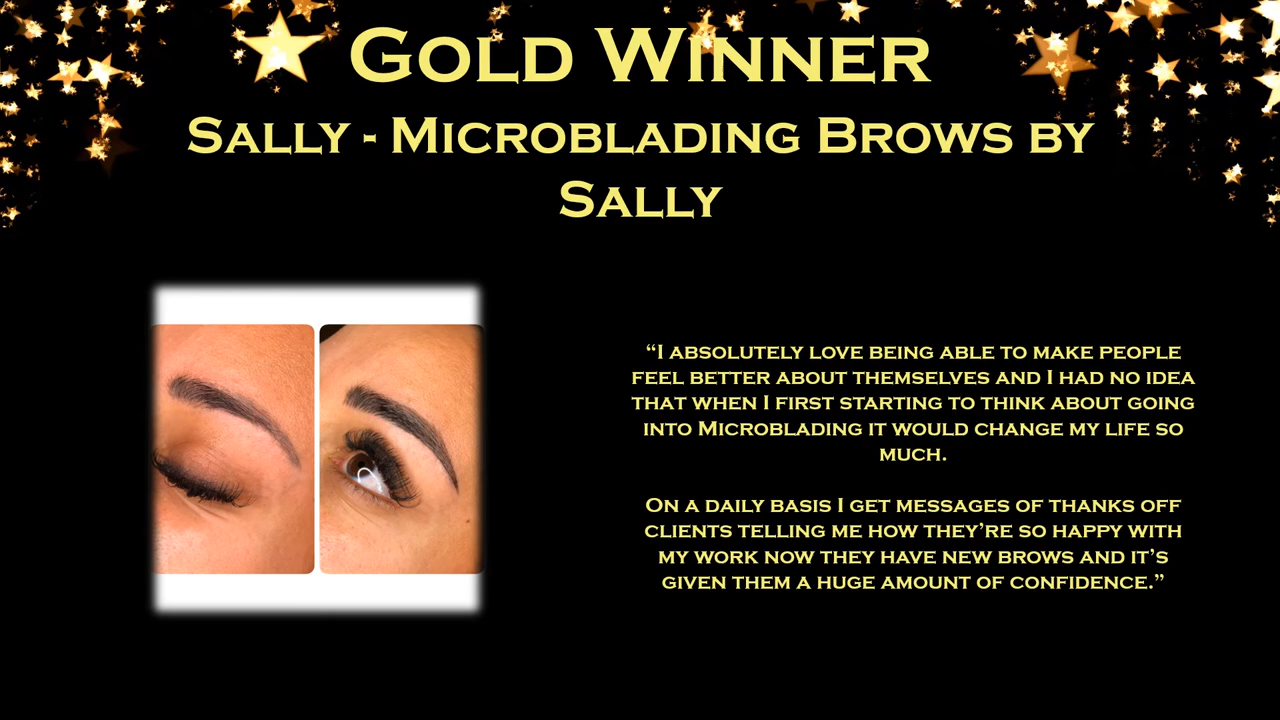 Gold Winner
Sally - Microblading Brows by
Sally
“I absolutely love being able to make people
feel better about themselves and I had no idea
that when I first starting to think about going
into Microblading it would change my life so
much.
On a daily basis I get messages of thanks off
clients telling me how they’re so happy with
my work now they have new brows and it’s
given them a huge amount of confidence.”